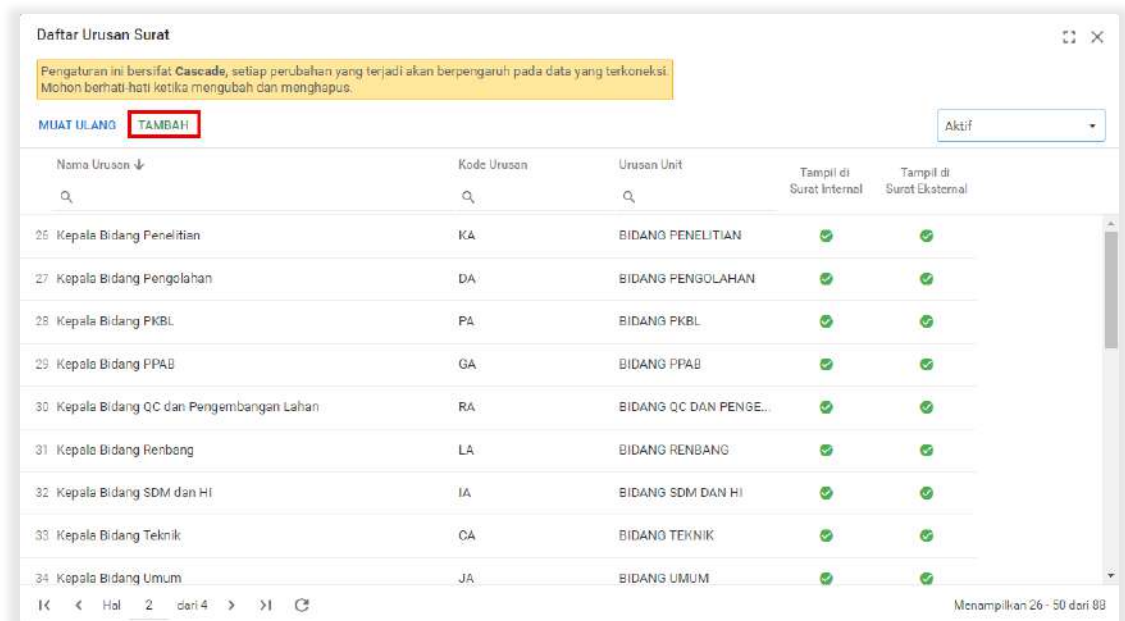 Daftar Urusan Surat
Pengaturan ini bersifat Cascade, setiap perubahan yang terjadi akan berpengaruh pada data yang terkoneksi.
Mohon berhati-hati ketika mengubah dan menghapus.
MUAT ULANG TAMBAH Aktif
Nama Urusan Kode Urusan Urusan Unit Tampil di Surat Internal Tampil di Surat Eksternal
26 Kepala Bidang Penelitian KA BIDANG PENELITIAN
27 Kepala Bidang Pengolahan DA BIDANG PENGOLAHAN
28 Kepala Bidang PKBL PA BIDANG PKBL
29 Kepala Bidang PPAB GA BIDANG PPAB
30 Kepala Bidang QC dan Pengembangan Lahan RA BIDANG QC DAN PENGE...
31 Kepala Bidang Renbang LA BIDANG RENBANG
32 Kepala Bidang SDM dan HI IA BIDANG SDM DAN HI
33 Kepala Bidang Teknik CA BIDANG TEKNIK
34 Kepala Bidang Umum JA BIDANG UMUM
Hal 2 dari 4 Menampilkan 26 - 50 dari 88